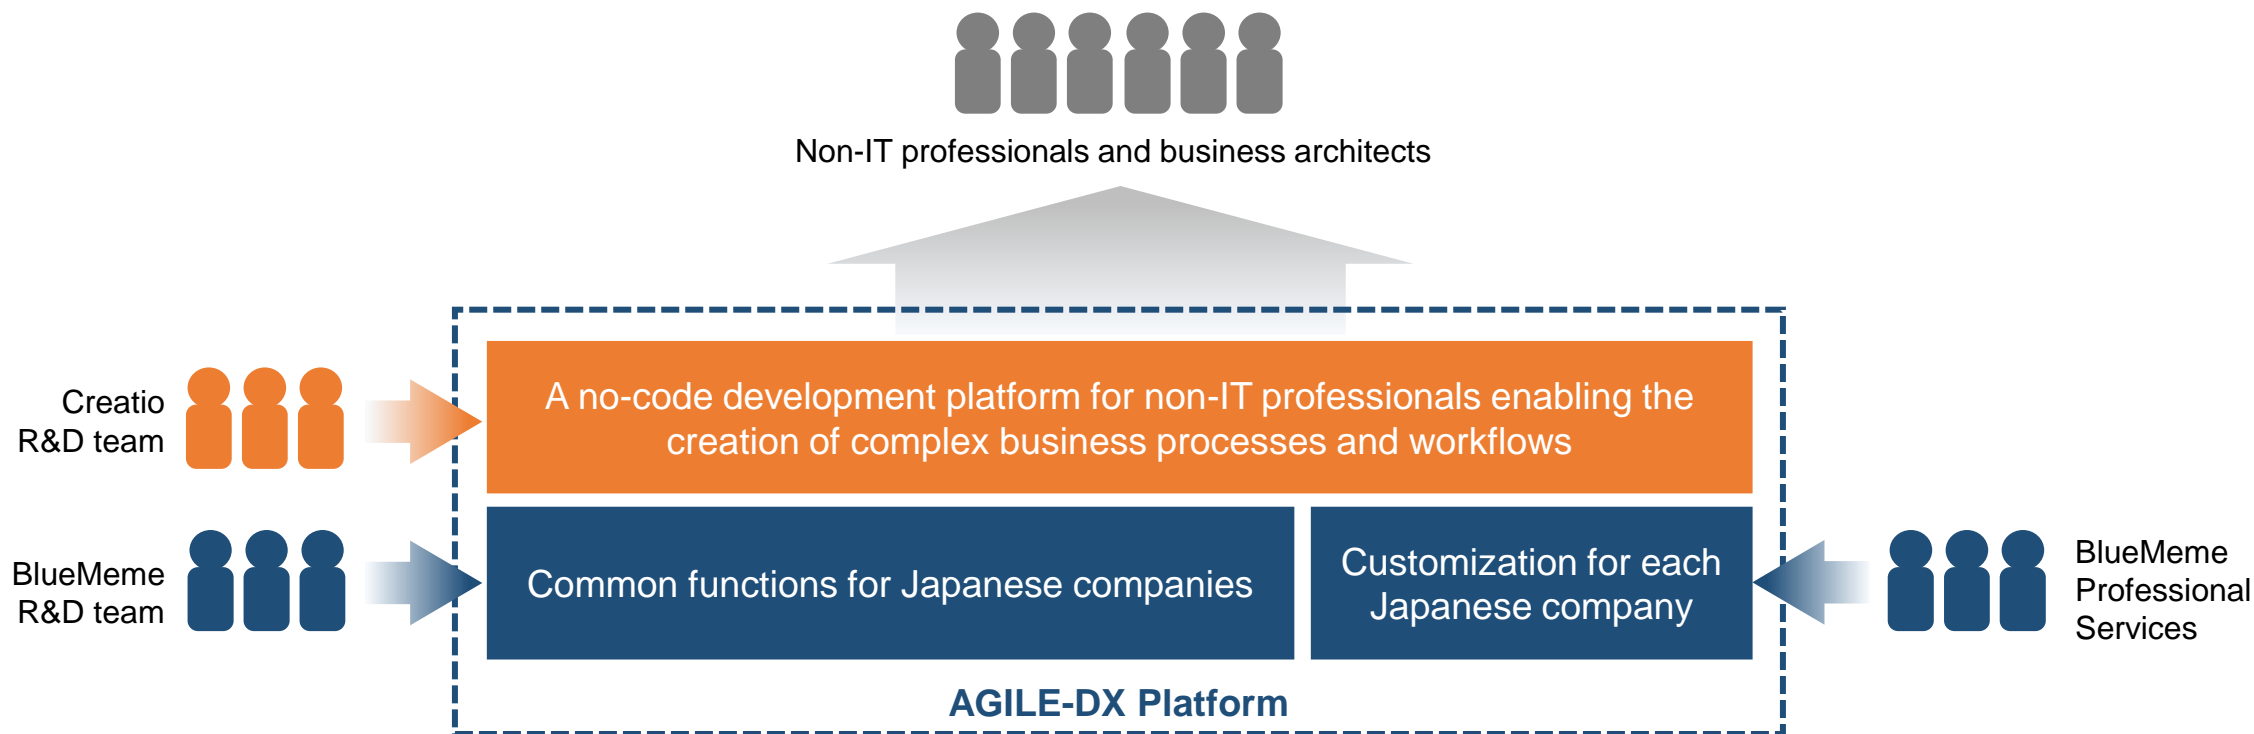 Non-IT professionals and business architects
Creatio
R&D team
A no-code development platform for non-IT professionals enabling the
creation of complex business processes and workflows
BlueMeme
R&D team
Common functions for Japanese companies
Customization for each
Japanese company
BlueMeme
Professional
Services
AGILE-DX Platform